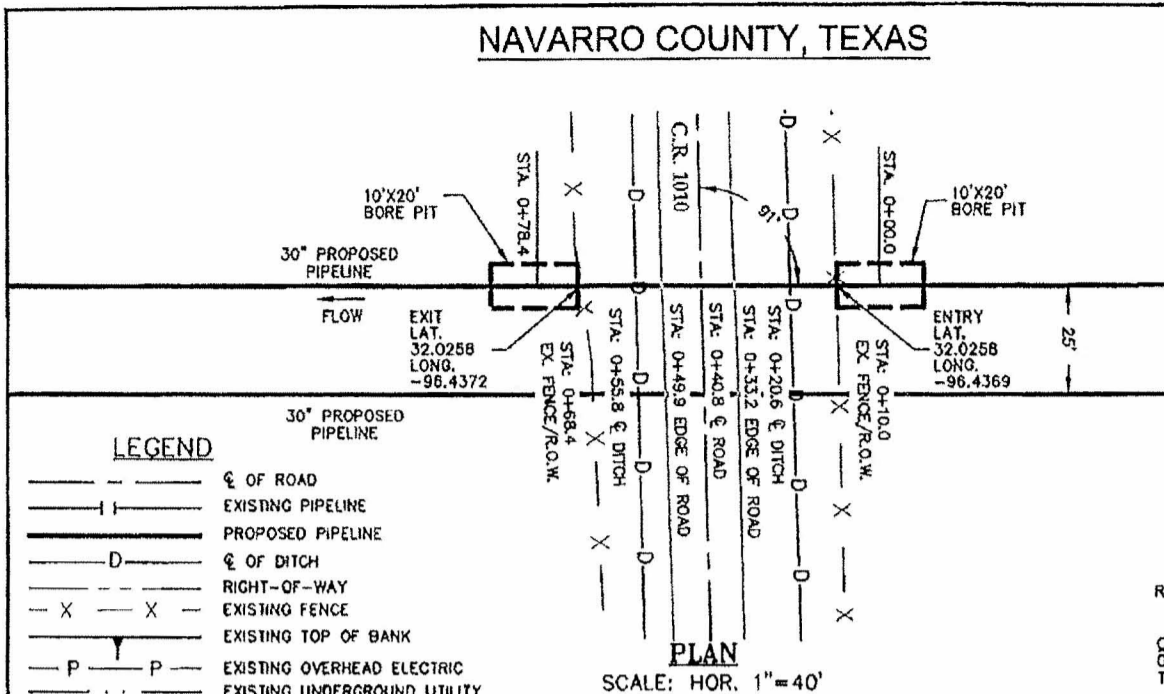 NAVARRO COUNTY, TEXAS
10'X20'
BORE PIT
STA. 0+78.4
C.R. 1010
91°
STA. 0+00.0
10'X20'
BORE PIT
30" PROPOSED
PIPELINE
FLOW
EXIT
LAT.
32.0258
LONG.
-96.4372
STA: 0+68.4
EX. FENCE/R.O.W.
STA: 0+55.8 ℄ DITCH
STA: 0+49.9 EDGE OF ROAD
STA: 0+40.8 ℄ ROAD
STA: 0+33.2 EDGE OF ROAD
STA: 0+20.6 ℄ DITCH
STA: 0+10.0
EX. FENCE/R.O.W.
ENTRY
LAT.
32.0258
LONG.
-96.4369
25'
30" PROPOSED
PIPELINE
LEGEND
℄ OF ROAD
EXISTING PIPELINE
PROPOSED PIPELINE
D ℄ OF DITCH
RIGHT-OF-WAY
X X EXISTING FENCE
EXISTING TOP OF BANK
P P EXISTING OVERHEAD ELECTRIC
EXISTING UNDERGROUND UTILITY
PLAN
SCALE: HOR. 1"=40'